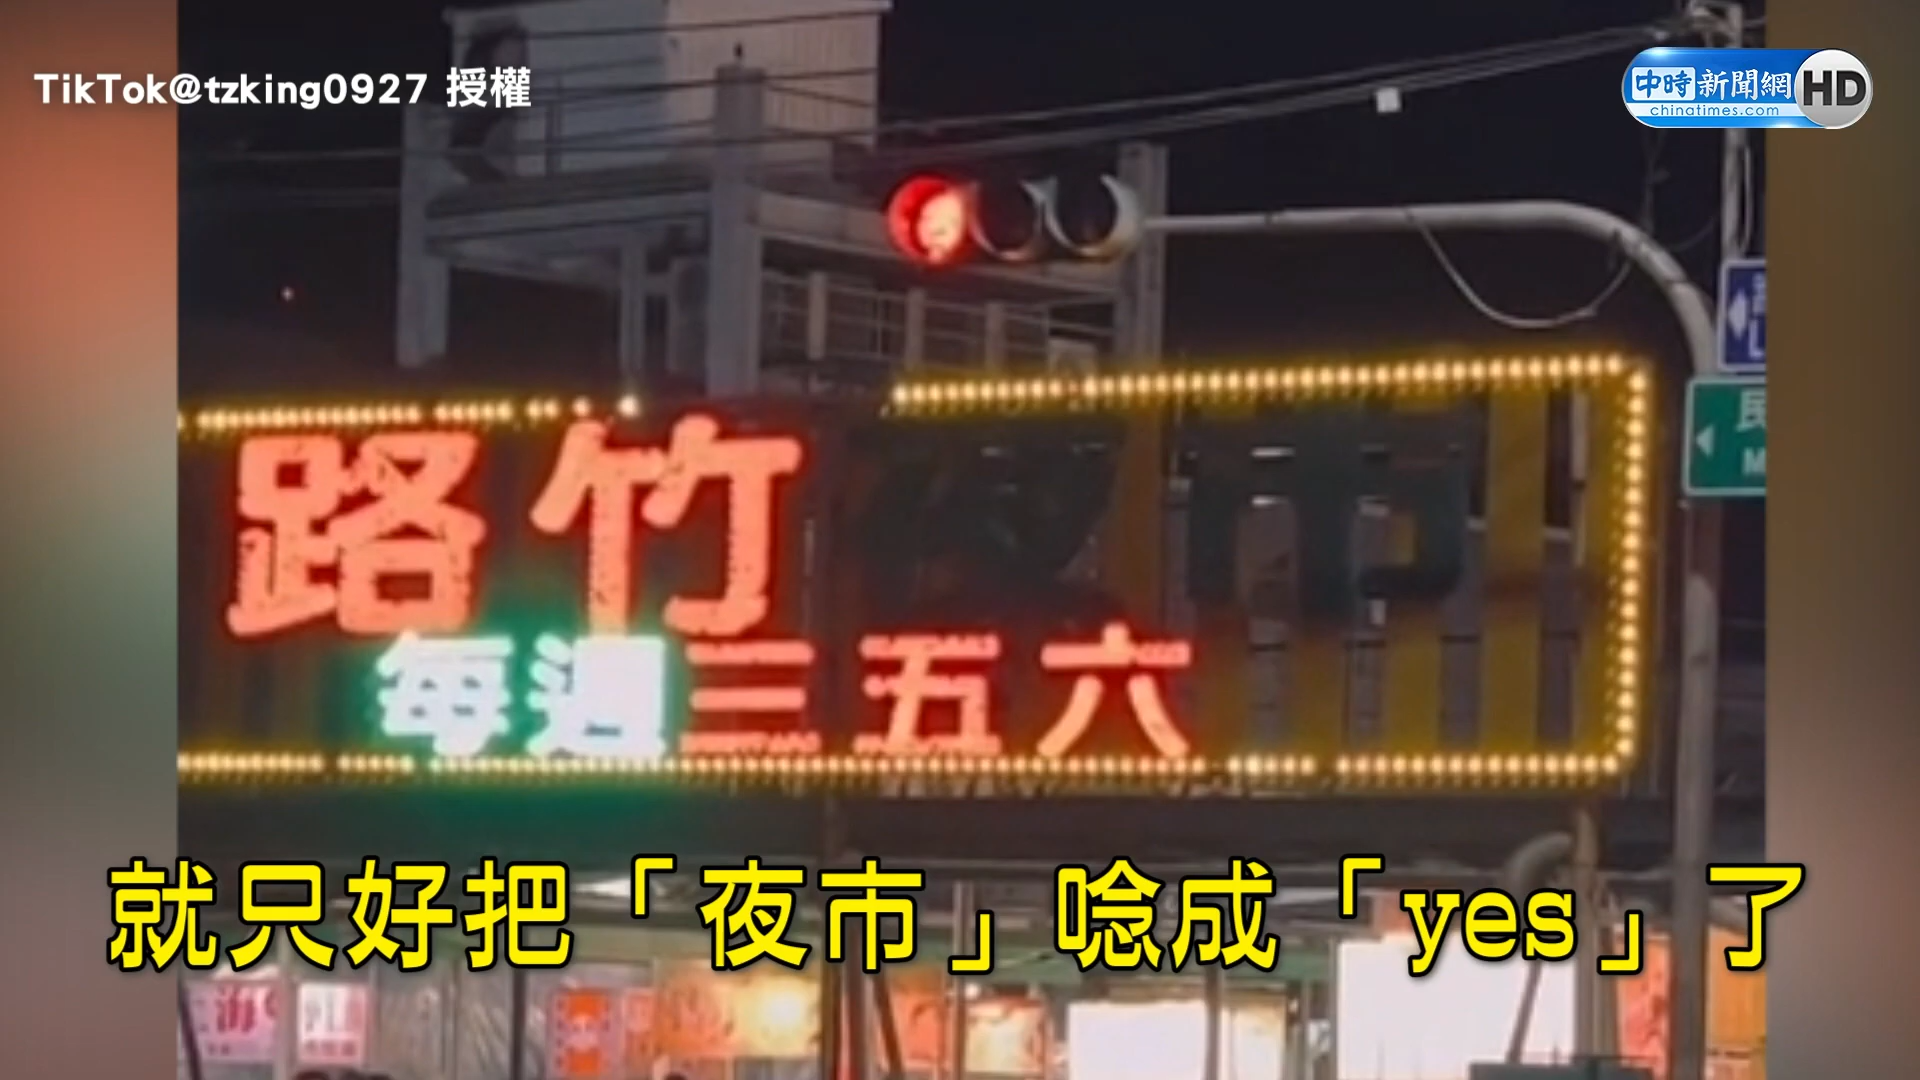 TikTok@tzking0927 授權
中時新聞網 HD
chinatimes.com
路竹
每週三五六
就只好把「夜市」唸成「yes」了